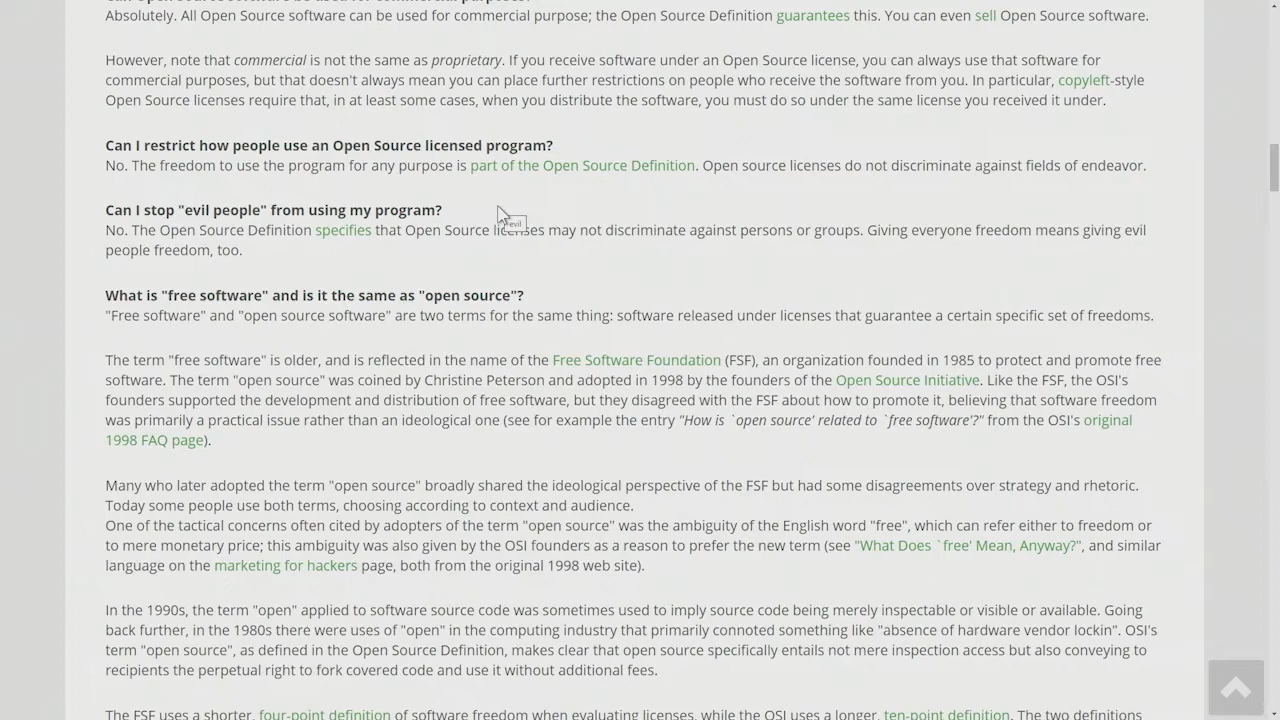 Absolutely. All Open Source software can be used for commercial purpose; the Open Source Definition guarantees this. You can even sell Open Source software.
However, note that commercial is not the same as proprietary. If you receive software under an Open Source license, you can always use that software for
commercial purposes, but that doesn't always mean you can place further restrictions on people who receive the software from you. In particular, copyleft-style
Open Source licenses require that, in at least some cases, when you distribute the software, you must do so under the same license you received it under.
Can I restrict how people use an Open Source licensed program?
No. The freedom to use the program for any purpose is part of the Open Source Definition. Open source licenses do not discriminate against fields of endeavor.
Can I stop "evil people" from using my program?
#evil
No. The Open Source Definition specifies that Open Source licenses may not discriminate against persons or groups. Giving everyone freedom means giving evil
people freedom, too.
What is "free software" and is it the same as "open source"?
"Free software" and "open source software" are two terms for the same thing: software released under licenses that guarantee a certain specific set of freedoms.
The term "free software" is older, and is reflected in the name of the Free Software Foundation (FSF), an organization founded in 1985 to protect and promote free
software. The term "open source" was coined by Christine Peterson and adopted in 1998 by the founders of the Open Source Initiative. Like the FSF, the OSI's
founders supported the development and distribution of free software, but they disagreed with the FSF about how to promote it, believing that software freedom
was primarily a practical issue rather than an ideological one (see for example the entry "How is `open source' related to `free software'?" from the OSI's original
1998 FAQ page).
Many who later adopted the term "open source" broadly shared the ideological perspective of the FSF but had some disagreements over strategy and rhetoric.
Today some people use both terms, choosing according to context and audience.
One of the tactical concerns often cited by adopters of the term "open source" was the ambiguity of the English word "free", which can refer either to freedom or
to mere monetary price; this ambiguity was also given by the OSI founders as a reason to prefer the new term (see "What Does `free' Mean, Anyway?", and similar
language on the marketing for hackers page, both from the original 1998 web site).
In the 1990s, the term "open" applied to software source code was sometimes used to imply source code being merely inspectable or visible or available. Going
back further, in the 1980s there were uses of "open" in the computing industry that primarily connoted something like "absence of hardware vendor lockin". OSI's
term "open source", as defined in the Open Source Definition, makes clear that open source specifically entails not mere inspection access but also conveying to
recipients the perpetual right to fork covered code and use it without additional fees.
The FSF uses a shorter, four-point definition of software freedom when evaluating licenses, while the OSI uses a longer, ten-point definition. The two definitions